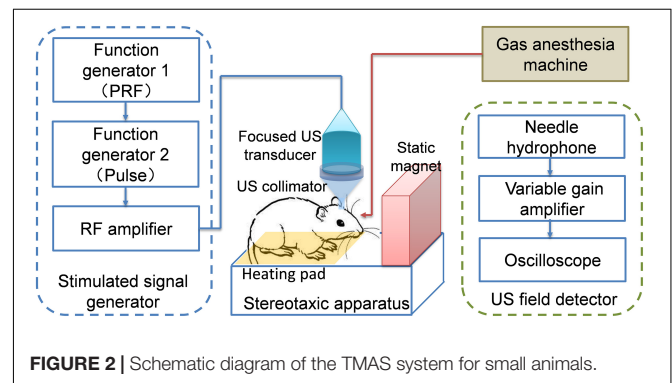 Function
generator 1
（PRF）
Function
generator 2
(Pulse)
RF amplifier
Stimulated signal
generator
Focused US
transducer
US collimator
Static
magnet
Heating pad
Stereotaxic apparatus
Gas anesthesia
machine
Needle
hydrophone
Variable gain
amplifier
Oscilloscope
US field detector
FIGURE 2 | Schematic diagram of the TMAS system for small animals.